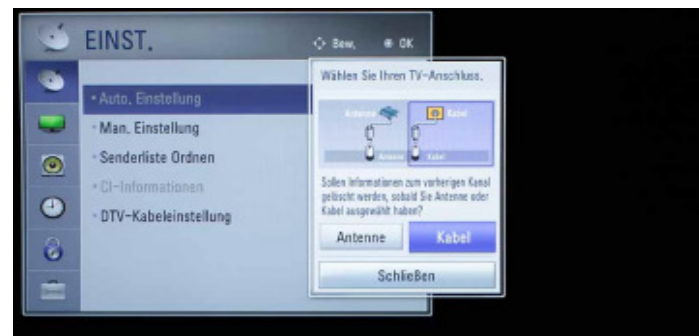 EINST.
Bew. OK
Auto. Einstellung
Man. Einstellung
Senderliste Ordnen
CI-Informationen
DTV-Kabeleinstellung
Wählen Sie Ihren TV-Anschluss.
Antenne Kabel
Antenne Kabel
Sollen Informationen zum vorherigen Kanal
gelöscht werden, sobald Sie Antenne oder
Kabel ausgewählt haben?
Antenne Kabel
Schließen